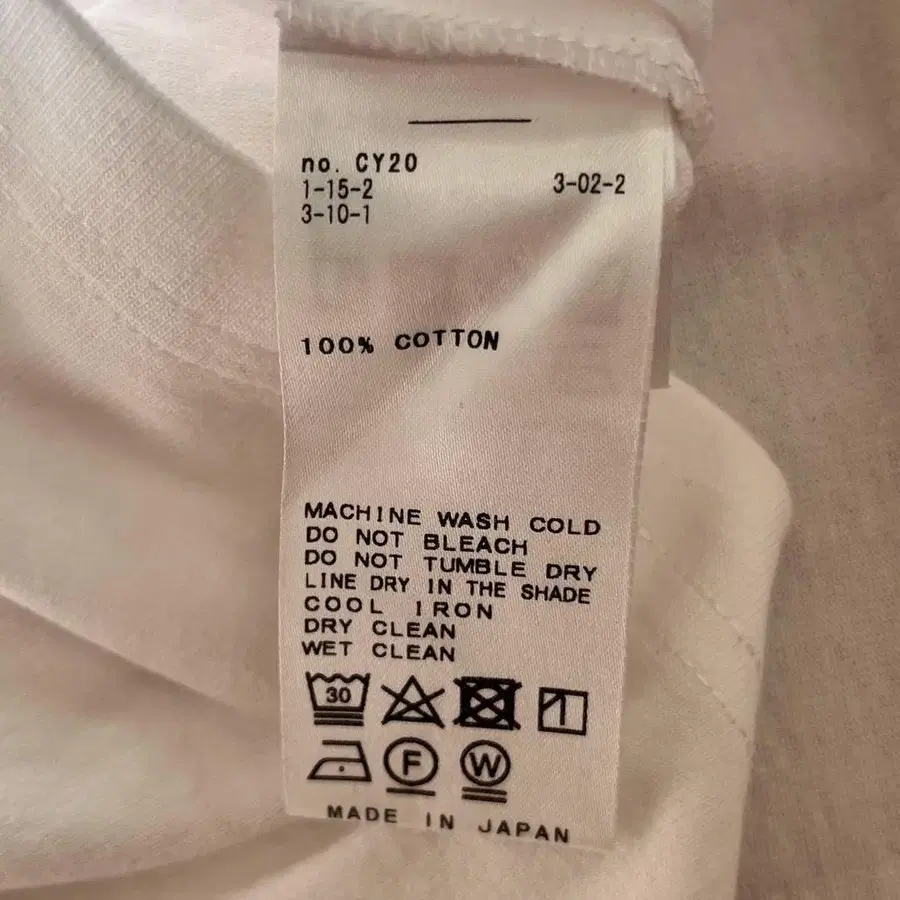 no. CY20
1-15-2 3-02-2
3-10-1
100% COTTON
MACHINE WASH COLD
DO NOT BLEACH
DO NOT TUMBLE DRY
LINE DRY IN THE SHADE
COOL IRON
DRY CLEAN
WET CLEAN
30
F W
MADE IN JAPAN